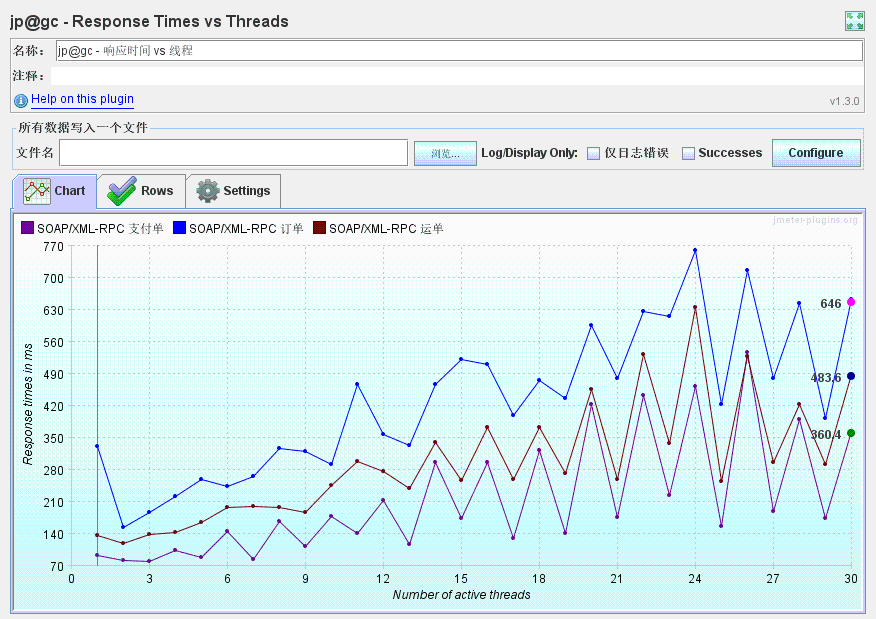 jp@gc - Response Times vs Threads
名称： jp@gc - 响应时间 vs 线程
注释：
Help on this plugin v1.3.0
所有数据写入一个文件
文件名 浏览... Log/Display Only: 仅日志错误 Successes Configure
Chart Rows Settings
jmeter-plugins.org
SOAP/XML-RPC 支付单 SOAP/XML-RPC 订单 SOAP/XML-RPC 运单
770
700
630
646
560
490
483.6
420
350
360.4
280
210
140
70
Response times in ms
0 3 6 9 12 15 18 21 24 27 30
Number of active threads